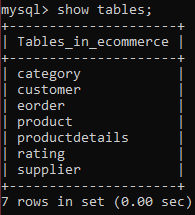 mysql> show tables;
+---------------------+
| Tables_in_ecommerce |
+---------------------+
| category            |
| customer            |
| eorder              |
| product             |
| productdetails      |
| rating              |
| supplier            |
+---------------------+
7 rows in set (0.00 sec)